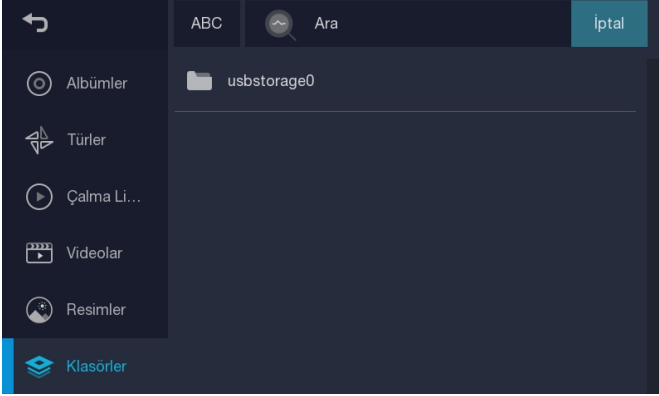 ABC
Ara
İptal
Albümler
usbstorage0
Türler
Çalma Li...
Videolar
Resimler
Klasörler